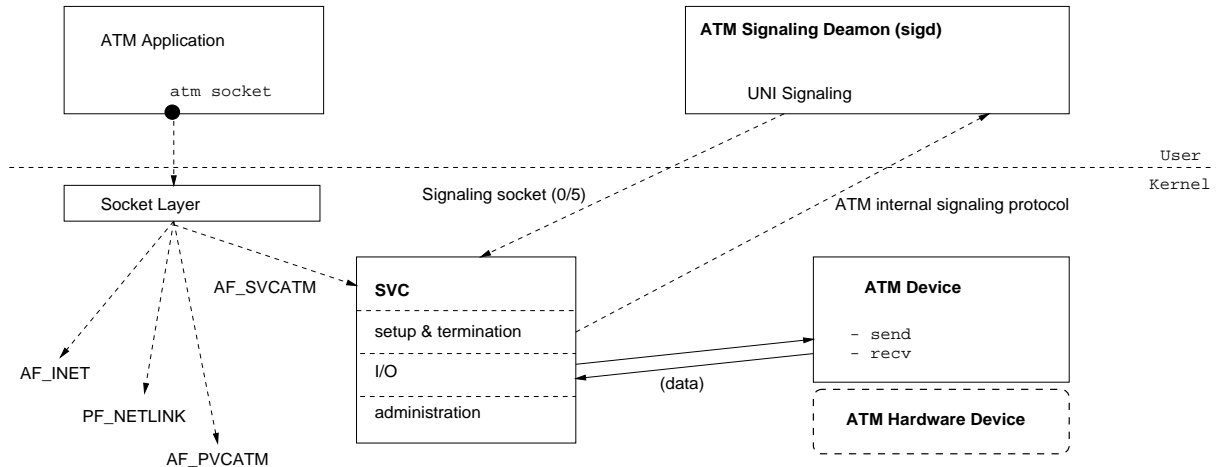 ATM Application
atm socket
ATM Signaling Deamon (sigd)
UNI Signaling
User
Kernel
Socket Layer
Signaling socket (0/5)
ATM internal signaling protocol
AF_SVCATM
AF_INET
PF_NETLINK
AF_PVCATM
SVC
setup & termination
I/O
administration
(data)
ATM Device
- send
- recv
ATM Hardware Device